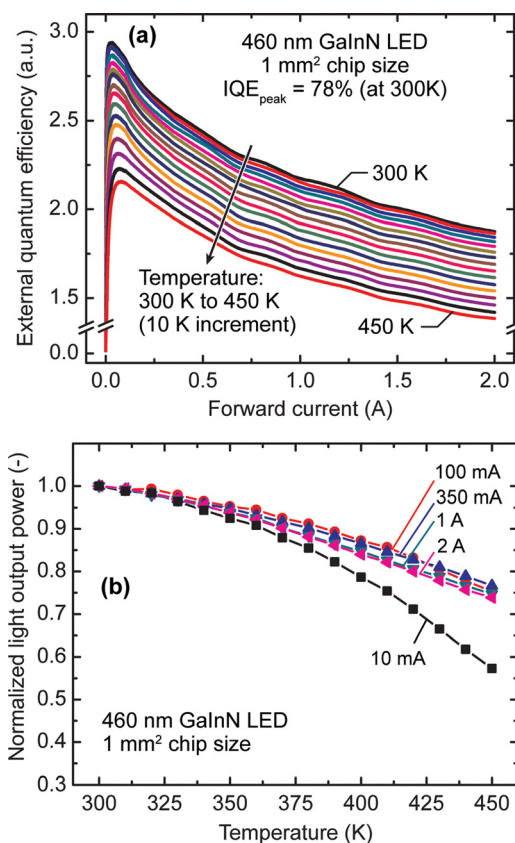 (a)
460 nm GaInN LED
1 mm² chip size
IQEpeak = 78% (at 300K)
300 K
Temperature:
300 K to 450 K
(10 K increment)
450 K
External quantum efficiency (a.u.)
3.0
2.5
2.0
1.5
0.0
0.0 0.5 1.0 1.5 2.0
Forward current (A)
(b)
100 mA
350 mA
1 A
2 A
10 mA
460 nm GaInN LED
1 mm² chip size
Normalized light output power (-)
1.0
0.9
0.8
0.7
0.6
0.5
0.4
0.3
300 325 350 375 400 425 450
Temperature (K)